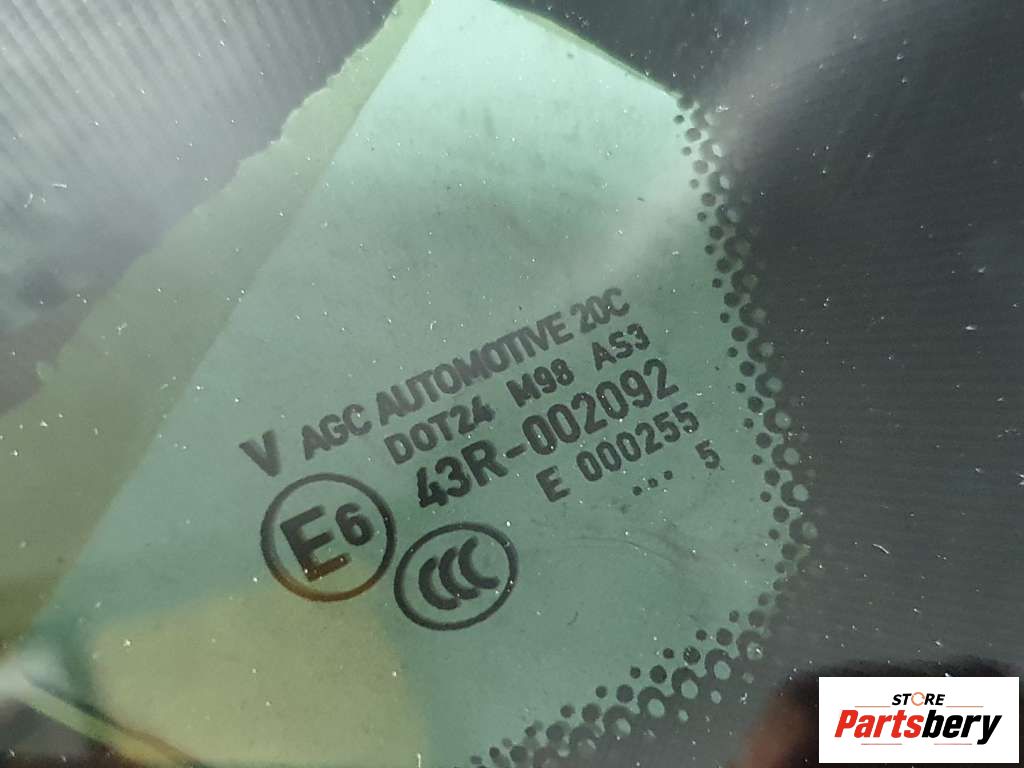 V AGC AUTOMOTIVE 20C
DOT24 M98 AS3
43R-002092
E6
E 000255
CCC
... 5
STORE
Partsbery